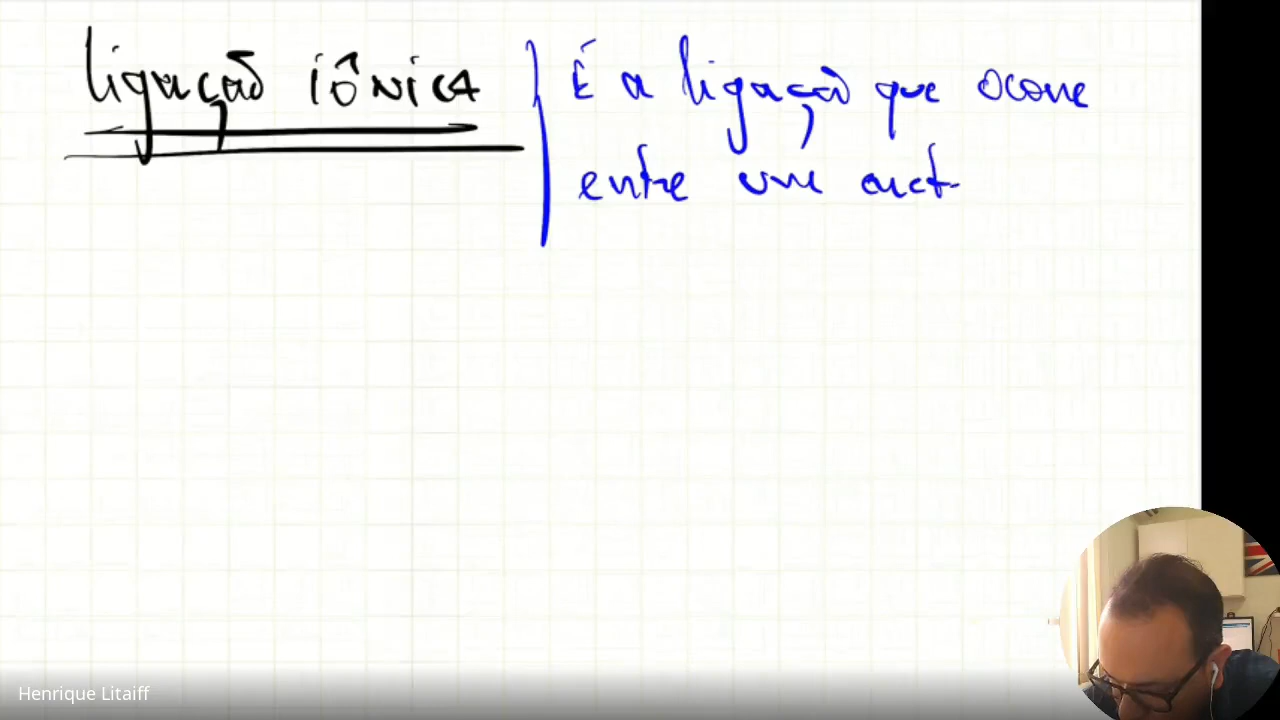 ligação iônica
É a ligação que ocorre
entre um
Henrique Litaiff